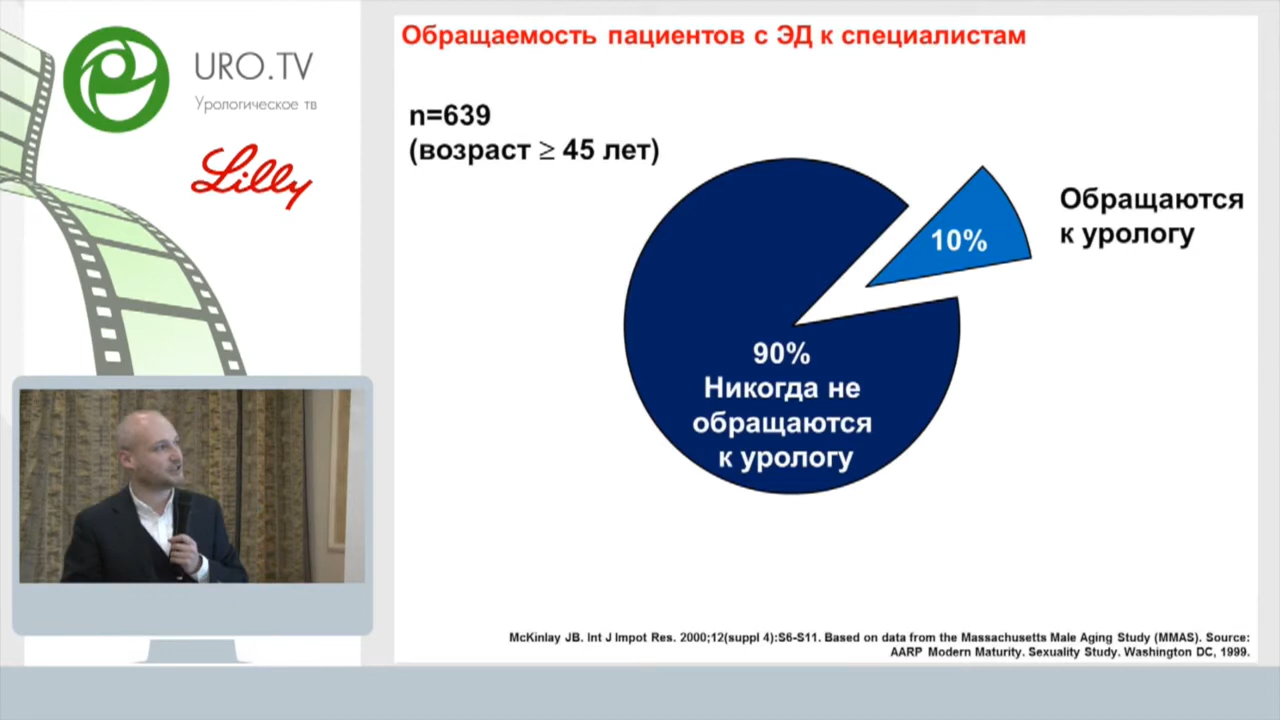 URO.TV
Урологическое тв
Lilly
Обращаемость пациентов с ЭД к специалистам
n=639
(возраст ≥ 45 лет)
Обращаются
к урологу
10%
90%
Никогда не
обращаются
к урологу
McKinlay JB. Int J Impot Res. 2000;12(suppl 4):S6-S11. Based on data from the Massachusetts Male Aging Study (MMAS). Source:
AARP Modern Maturity. Sexuality Study. Washington DC, 1999.